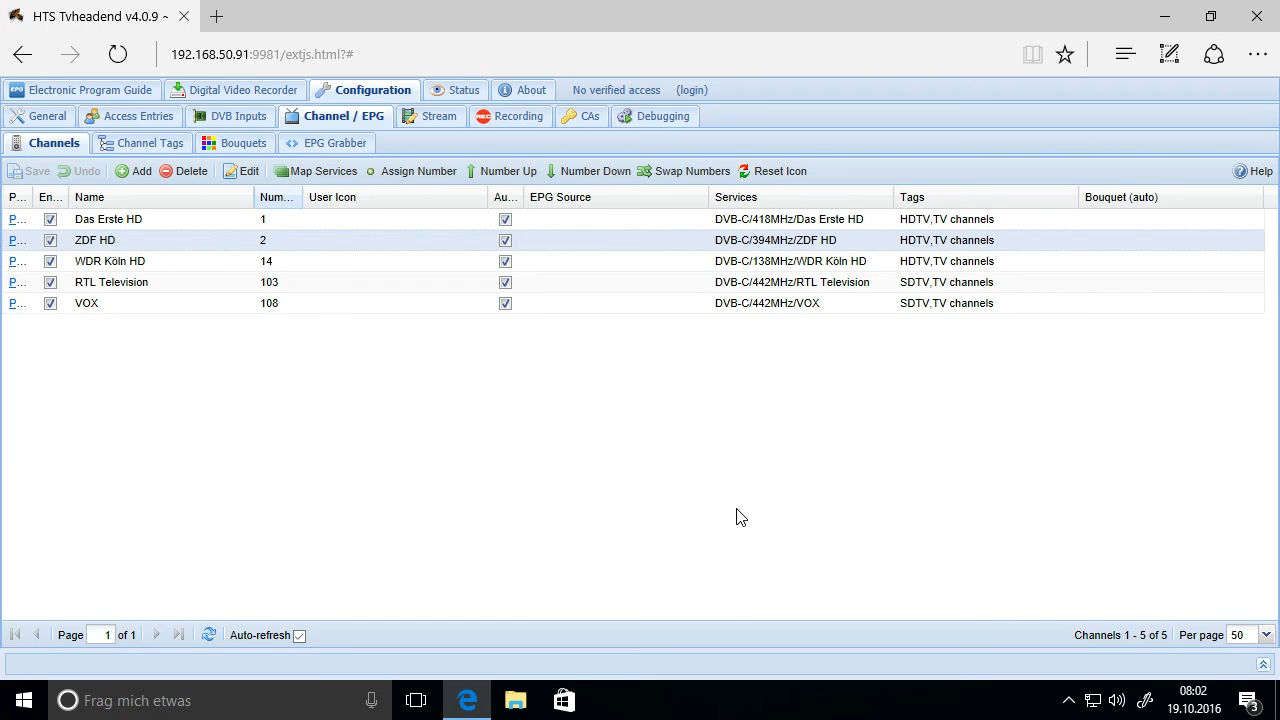 HTS Tvheadend v4.0.9 ~
192.168.50.91:9981/extjs.html?#
EPG Electronic Program Guide Digital Video Recorder Configuration Status About No verified access (login)
General Access Entries DVB Inputs Channel / EPG Stream REC Recording CAs Debugging
Channels Channel Tags Bouquets EPG Grabber
Save Undo Add Delete Edit Map Services Assign Number Number Up Number Down Swap Numbers Reset Icon Help
P... En... Name Num... User Icon Au... EPG Source Services Tags Bouquet (auto)
P... Das Erste HD 1 DVB-C/418MHz/Das Erste HD HDTV,TV channels
P... ZDF HD 2 DVB-C/394MHz/ZDF HD HDTV,TV channels
P... WDR Köln HD 14 DVB-C/138MHz/WDR Köln HD HDTV,TV channels
P... RTL Television 103 DVB-C/442MHz/RTL Television SDTV,TV channels
P... VOX 108 DVB-C/442MHz/VOX SDTV,TV channels
Page 1 of 1 Auto-refresh Channels 1 - 5 of 5 Per page 50
Frag mich etwas
08:02
19.10.2016
3